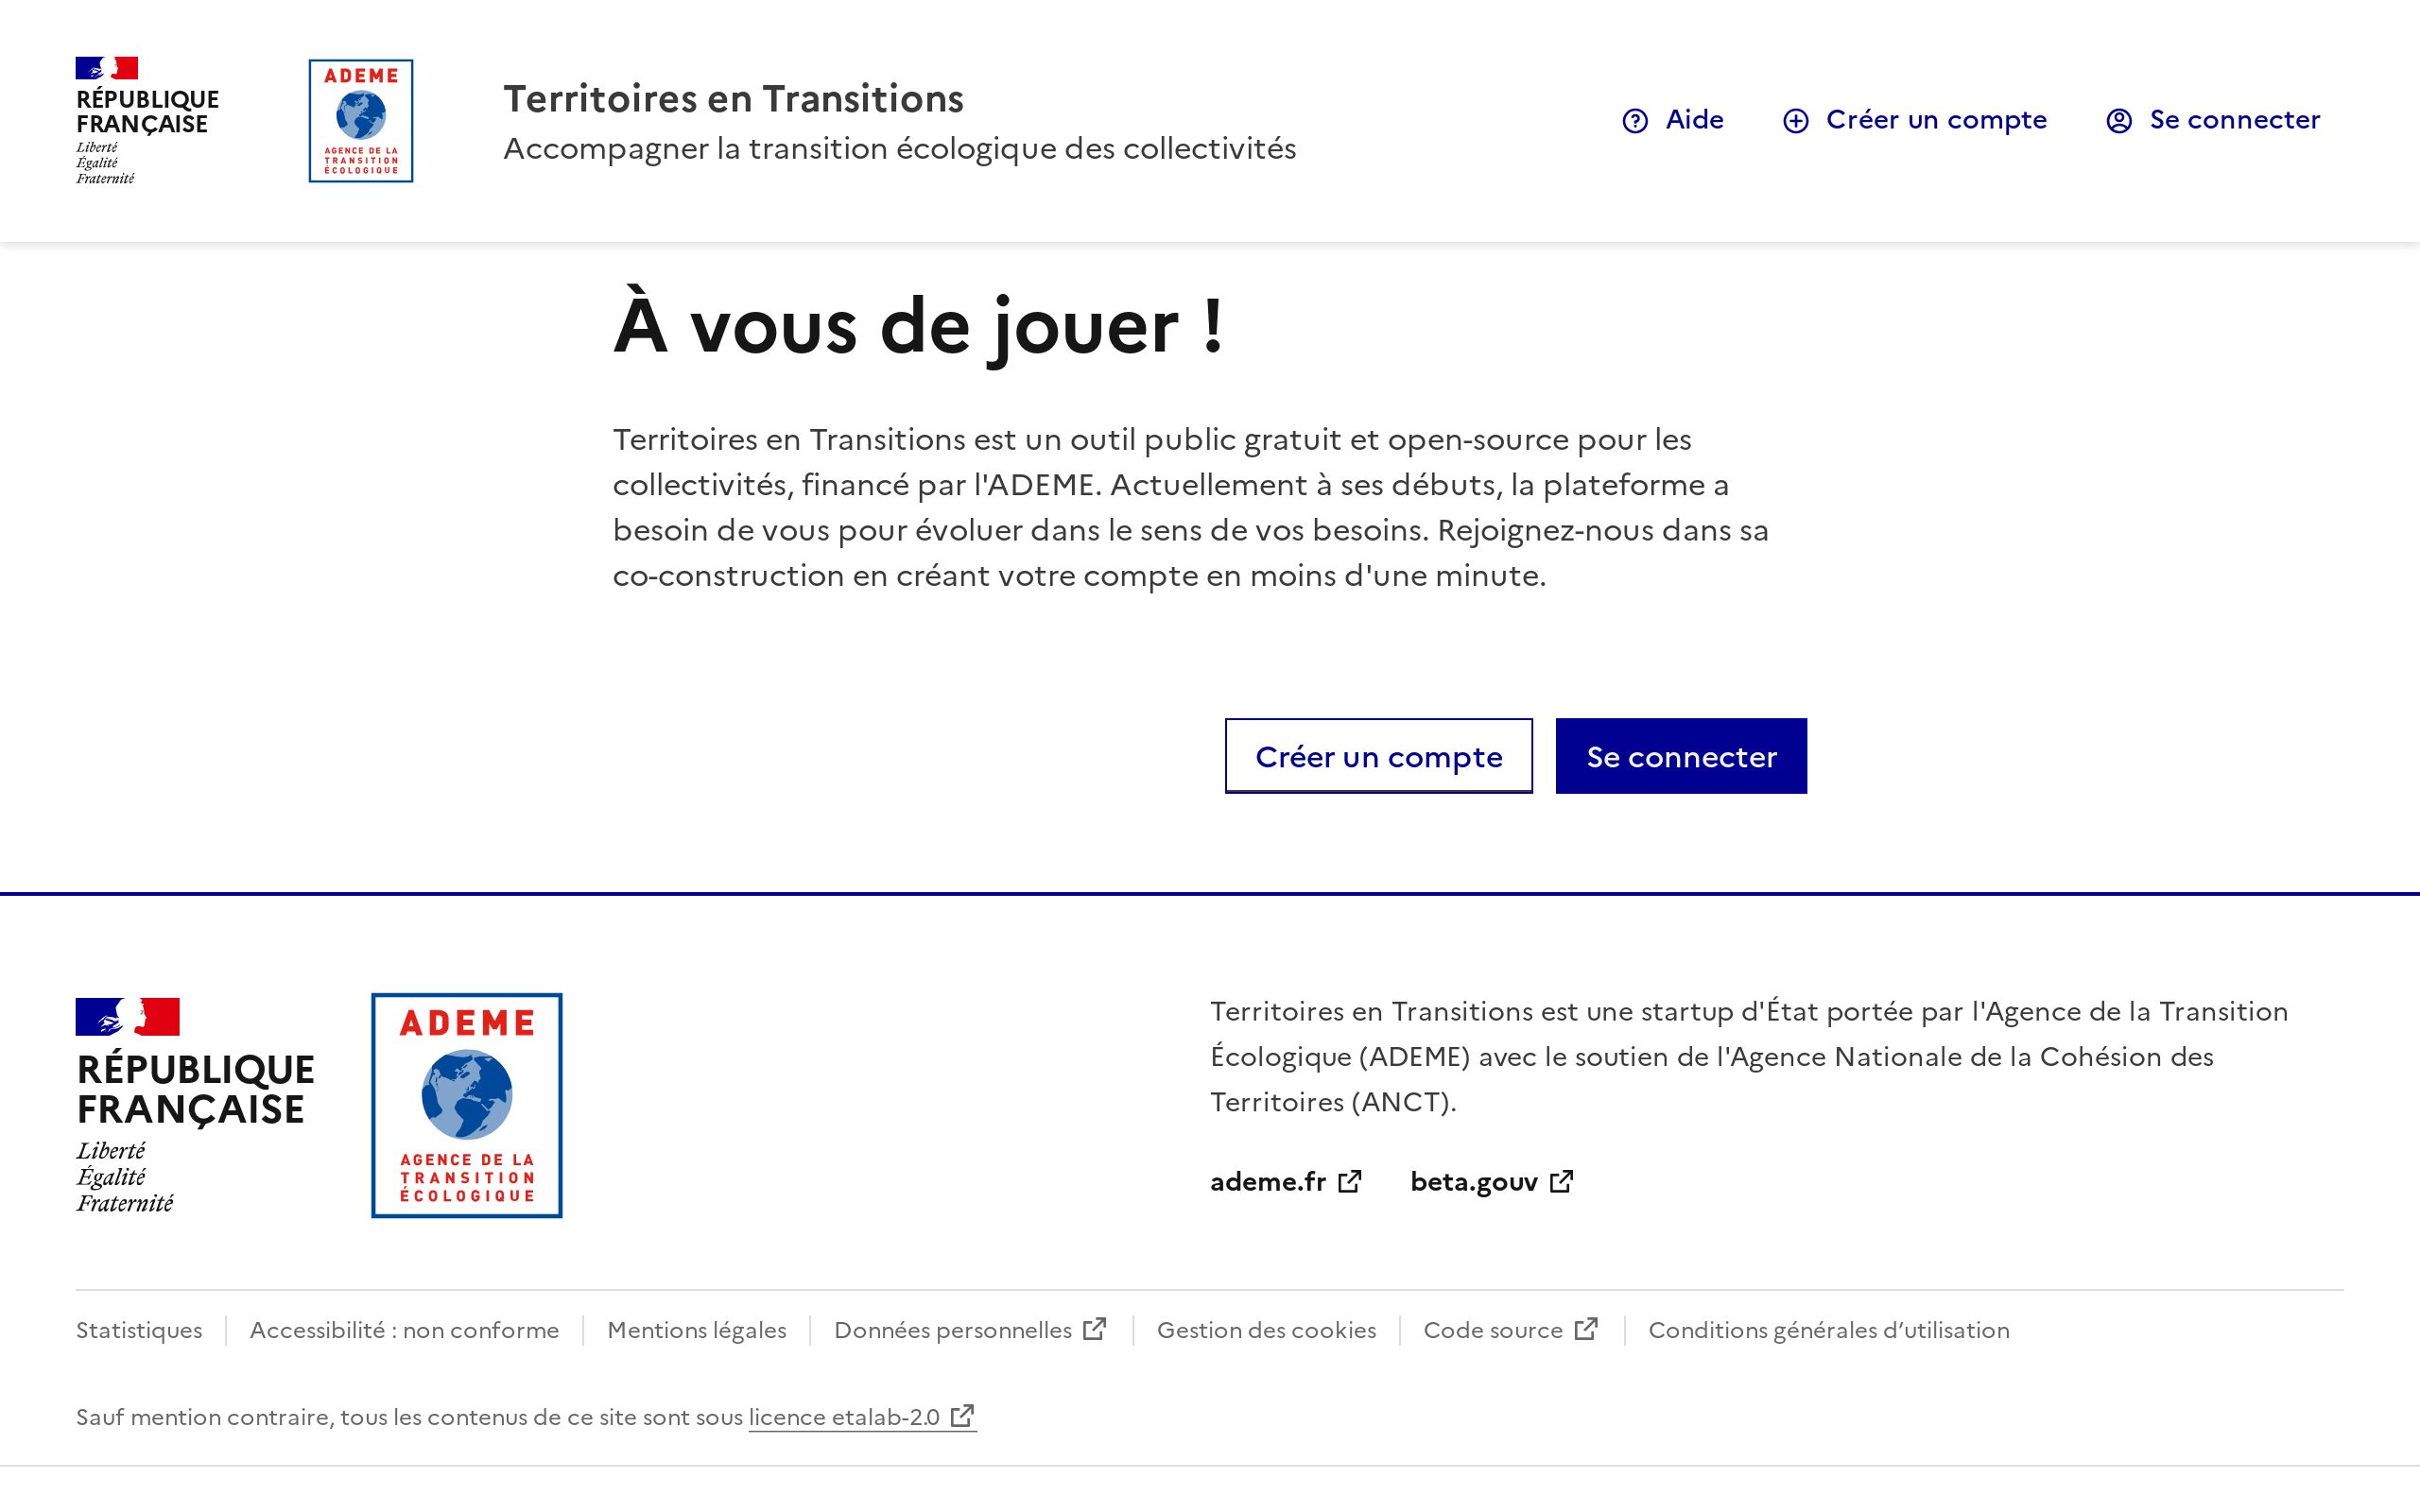 RÉPUBLIQUE
FRANÇAISE
Liberté
Égalité
Fraternité
ADEME
AGENCE DE LA
TRANSITION
ÉCOLOGIQUE
Territoires en Transitions
Accompagner la transition écologique des collectivités
Aide
Créer un compte
Se connecter
À vous de jouer !
Territoires en Transitions est un outil public gratuit et open-source pour les
collectivités, financé par l'ADEME. Actuellement à ses débuts, la plateforme a
besoin de vous pour évoluer dans le sens de vos besoins. Rejoignez-nous dans sa
co-construction en créant votre compte en moins d'une minute.
Créer un compte
Se connecter
RÉPUBLIQUE
FRANÇAISE
Liberté
Égalité
Fraternité
ADEME
AGENCE DE LA
TRANSITION
ÉCOLOGIQUE
Territoires en Transitions est une startup d'État portée par l'Agence de la Transition
Écologique (ADEME) avec le soutien de l'Agence Nationale de la Cohésion des
Territoires (ANCT).
ademe.fr beta.gouv
Statistiques Accessibilité : non conforme Mentions légales Données personnelles Gestion des cookies Code source Conditions générales d’utilisation
Sauf mention contraire, tous les contenus de ce site sont sous licence etalab-2.0